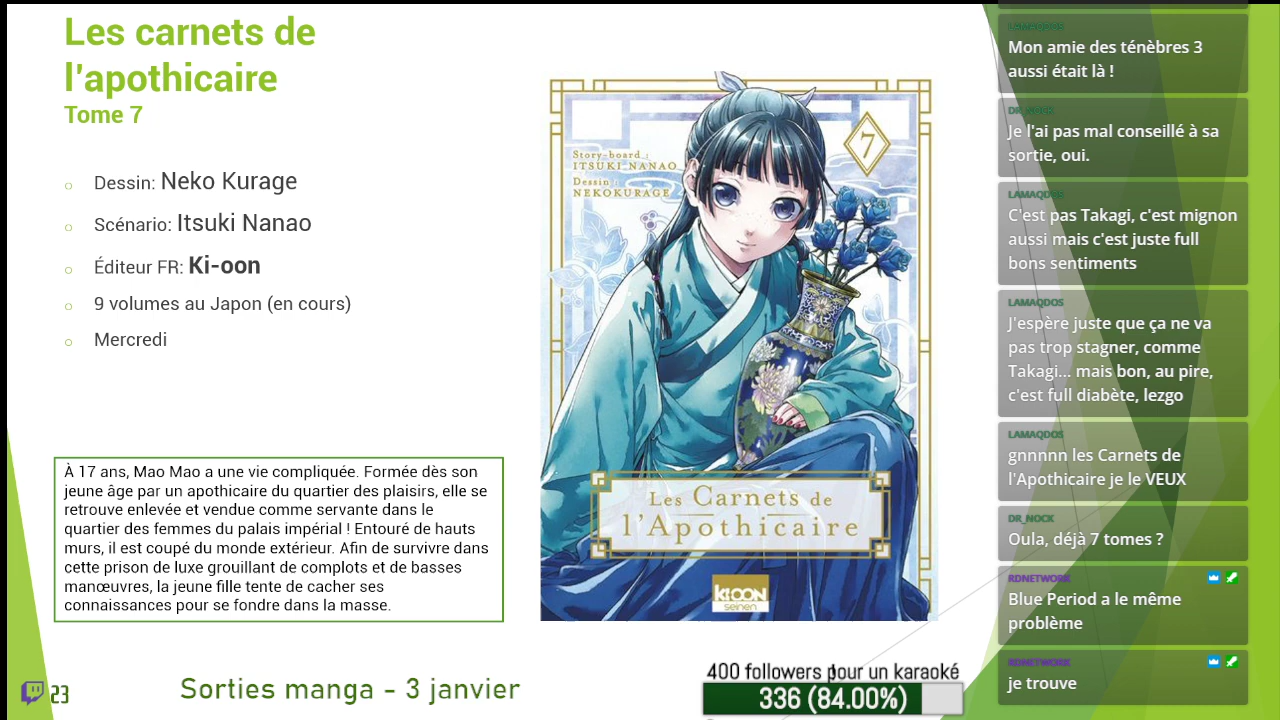 Les carnets de
l'apothicaire
Tome 7
Dessin: Neko Kurage
Scénario: Itsuki Nanao
Éditeur FR: Ki-oon
9 volumes au Japon (en cours)
Mercredi
À 17 ans, Mao Mao a une vie compliquée. Formée dès son
jeune âge par un apothicaire du quartier des plaisirs, elle se
retrouve enlevée et vendue comme servante dans le
quartier des femmes du palais impérial ! Entouré de hauts
murs, il est coupé du monde extérieur. Afin de survivre dans
cette prison de luxe grouillant de complots et de basses
manœuvres, la jeune fille tente de cacher ses
connaissances pour se fondre dans la masse.
7
Story-board :
ITSUKI NANAO
Dessin :
NEKOKURAGE
Les Carnets de
l'Apothicaire
ki-oon
seinen
23
Sorties manga - 3 janvier
400 followers pour un karaoké
336 (84.00%)
LAMAQDOS
Mon amie des ténèbres 3
aussi était là !
DR_NOCK
Je l'ai pas mal conseillé à sa
sortie, oui.
LAMAQDOS
C'est pas Takagi, c'est mignon
aussi mais c'est juste full
bons sentiments
LAMAQDOS
J'espère juste que ça ne va
pas trop stagner, comme
Takagi... mais bon, au pire,
c'est full diabète, lezgo
LAMAQDOS
gnnnnn les Carnets de
l'Apothicaire je le VEUX
DR_NOCK
Oula, déjà 7 tomes ?
RDNETWORK
Blue Period a le même
problème
RDNETWORK
je trouve